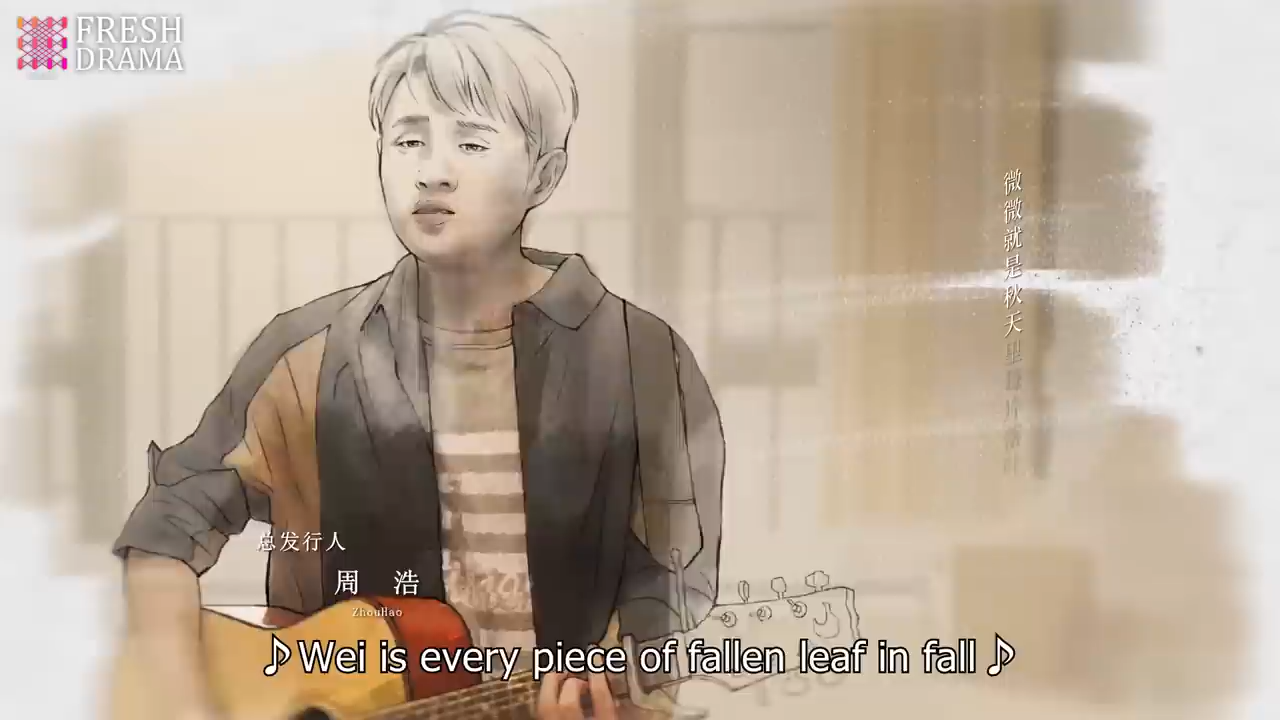 FRESH
DRAMA
微微就是秋天里
总发行人
周 浩
ZhouHao
♪Wei is every piece of fallen leaf in fall♪